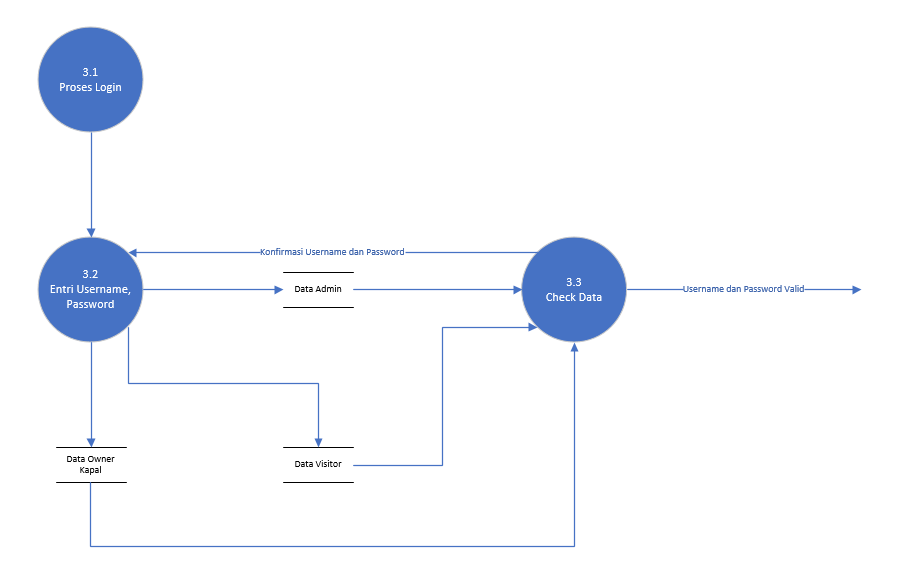 3.1
Proses Login
Konfirmasi Username dan Password
3.2
Entri Username,
Password
Data Admin
3.3
Check Data
Username dan Password Valid
Data Owner
Kapal
Data Visitor